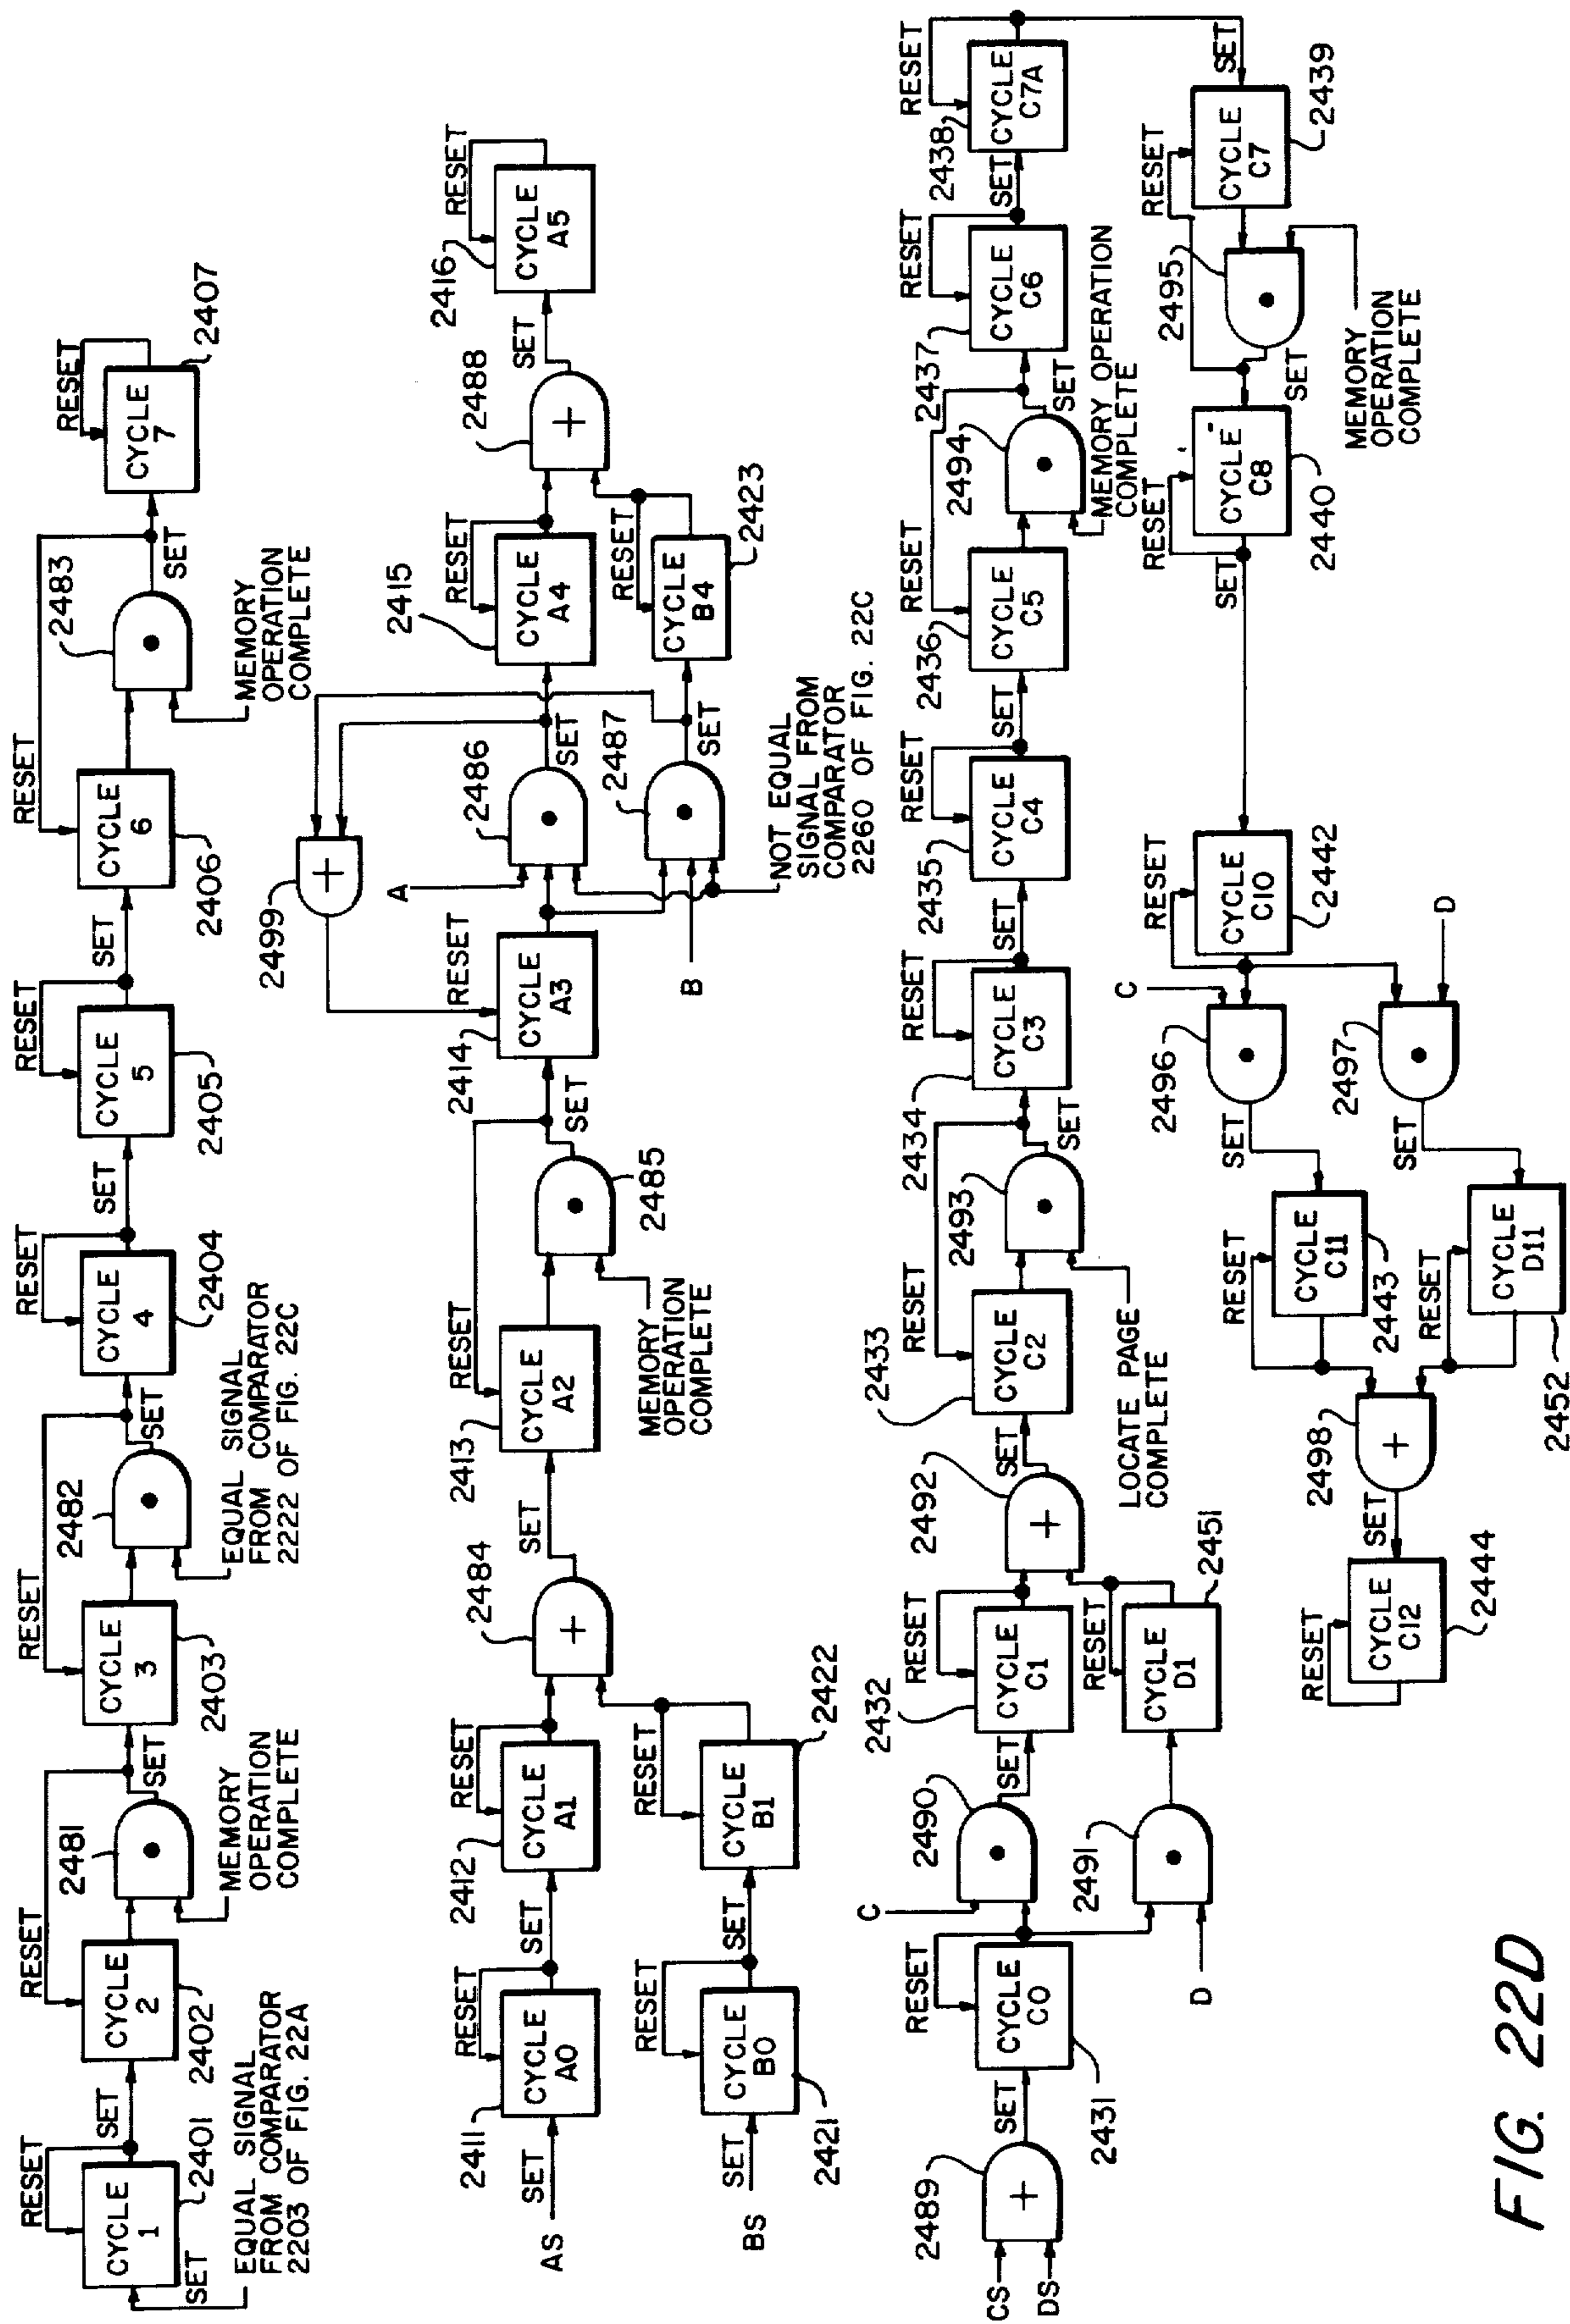 RESET
CYCLE
1
2401
SET
EQUAL SIGNAL
FROM COMPARATOR
2203 OF FIG. 22A
SET
RESET
CYCLE
2
2402
2481
MEMORY
OPERATION
COMPLETE
SET
RESET
CYCLE
3
2403
2482
EQUAL SIGNAL
FROM COMPARATOR
2222 OF FIG. 22C
SET
RESET
CYCLE
4
2404
SET
RESET
CYCLE
5
2405
SET
RESET
CYCLE
6
2406
2483
MEMORY
OPERATION
COMPLETE
SET
RESET
CYCLE
7
2407
AS
SET
2411
RESET
CYCLE
A0
SET
2412
RESET
CYCLE
A1
BS
SET
2421
RESET
CYCLE
B0
SET
RESET
CYCLE
B1
2422
2484
+
SET
2413
RESET
CYCLE
A2
MEMORY
OPERATION
COMPLETE
2485
SET
2414
RESET
CYCLE
A3
2499
+
A
B
2486
SET
2487
SET
NOT EQUAL
SIGNAL FROM
COMPARATOR
2260 OF FIG. 22C
2415
RESET
CYCLE
A4
RESET
CYCLE
B4
2423
2488
+
SET
2416
RESET
CYCLE
A5
CS
DS
2489
+
SET
2431
RESET
CYCLE
C0
C
D
2490
SET
2491
2432
RESET
CYCLE
C1
RESET
CYCLE
D1
2451
2492
+
SET
2433
RESET
CYCLE
C2
LOCATE PAGE
COMPLETE
2493
SET
2434
RESET
CYCLE
C3
SET
2435
RESET
CYCLE
C4
SET
2436
RESET
CYCLE
C5
2494
MEMORY OPERATION
COMPLETE
SET
2437
RESET
CYCLE
C6
SET
2438
RESET
CYCLE
C7A
SET
RESET
CYCLE
C7
2439
2495
MEMORY
OPERATION
COMPLETE
SET
RESET
CYCLE
C8
2440
SET
RESET
CYCLE
C10
2442
C
D
2496
SET
2497
SET
RESET
CYCLE
C11
2443
RESET
CYCLE
D11
2452
2498
+
SET
RESET
CYCLE
C12
2444
FIG. 22D